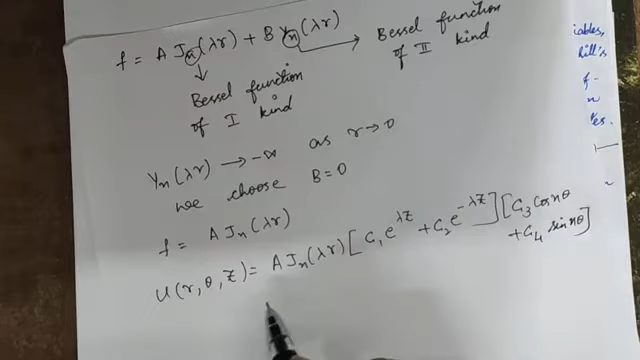 f = A Jn(λr) + B Yn(λr)
Bessel function of I kind
Bessel function of II kind
Yn(λr) → -∞ as r → 0
we choose B = 0
f = A Jn(λr)
U(r, θ, z) = A Jn(λr) [C₁ e^λz + C₂ e^-λz] [C₃ cos nθ
+ C₄ sin nθ]